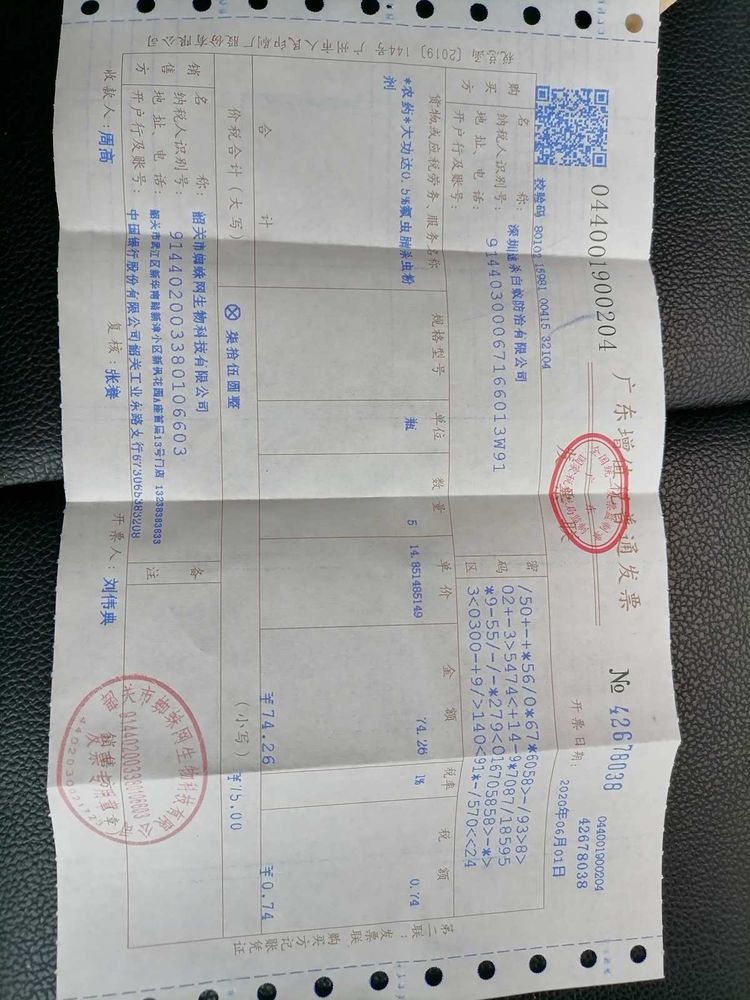 广东增值税普通发票
发票联
全国统一发票监制章
广东
国家税务总局监制
044001900204
№ 42678038
044001900204
42678038
开票日期: 2020年06月01日
校验码 80102 15981 00415 32104
购买方
名称: 深圳 杀白蚁防治有限公司
纳税人识别号: 91440300067166013W91
地址、电话:
开户行及账号:
密码区
/50+-+*56/0*67*6058>-/93>8>
02+-3>5474<+14-9*7087/18595
*9-55/-/-*279<016705858>-*>
3<0300-+9/>140<91*-/570<<24
货物或应税劳务、服务名称 规格型号 单位 数量 单价 金额 税率 税额
*农药*大功达0.5%氟虫腈杀虫粉 瓶 5 14.851485149 74.26 1% 0.74
剂
合计 ¥74.26 ¥0.74
价税合计（大写） ⊗ 柒拾伍圆整 （小写） ¥75.00
销售方
名称: 韶关市蜘蛛网生物科技有限公司
纳税人识别号: 914402003380106603
地址、电话: 韶关市武江区新华南路新漳小区新枫花园A座首层13号门店 13238383833
开户行及账号: 中国银行股份有限公司韶关工业东路支行673065383208
备注
收款人: 周高 复核: 张赛 开票人: 刘伟典 销售方:章
韶关市蜘蛛网生物科技有限公司
914402003380106603
发票专用章
税总函〔2019〕144号 广州市人民印刷厂股份有限公司
第二联:发票联 购买方记账凭证